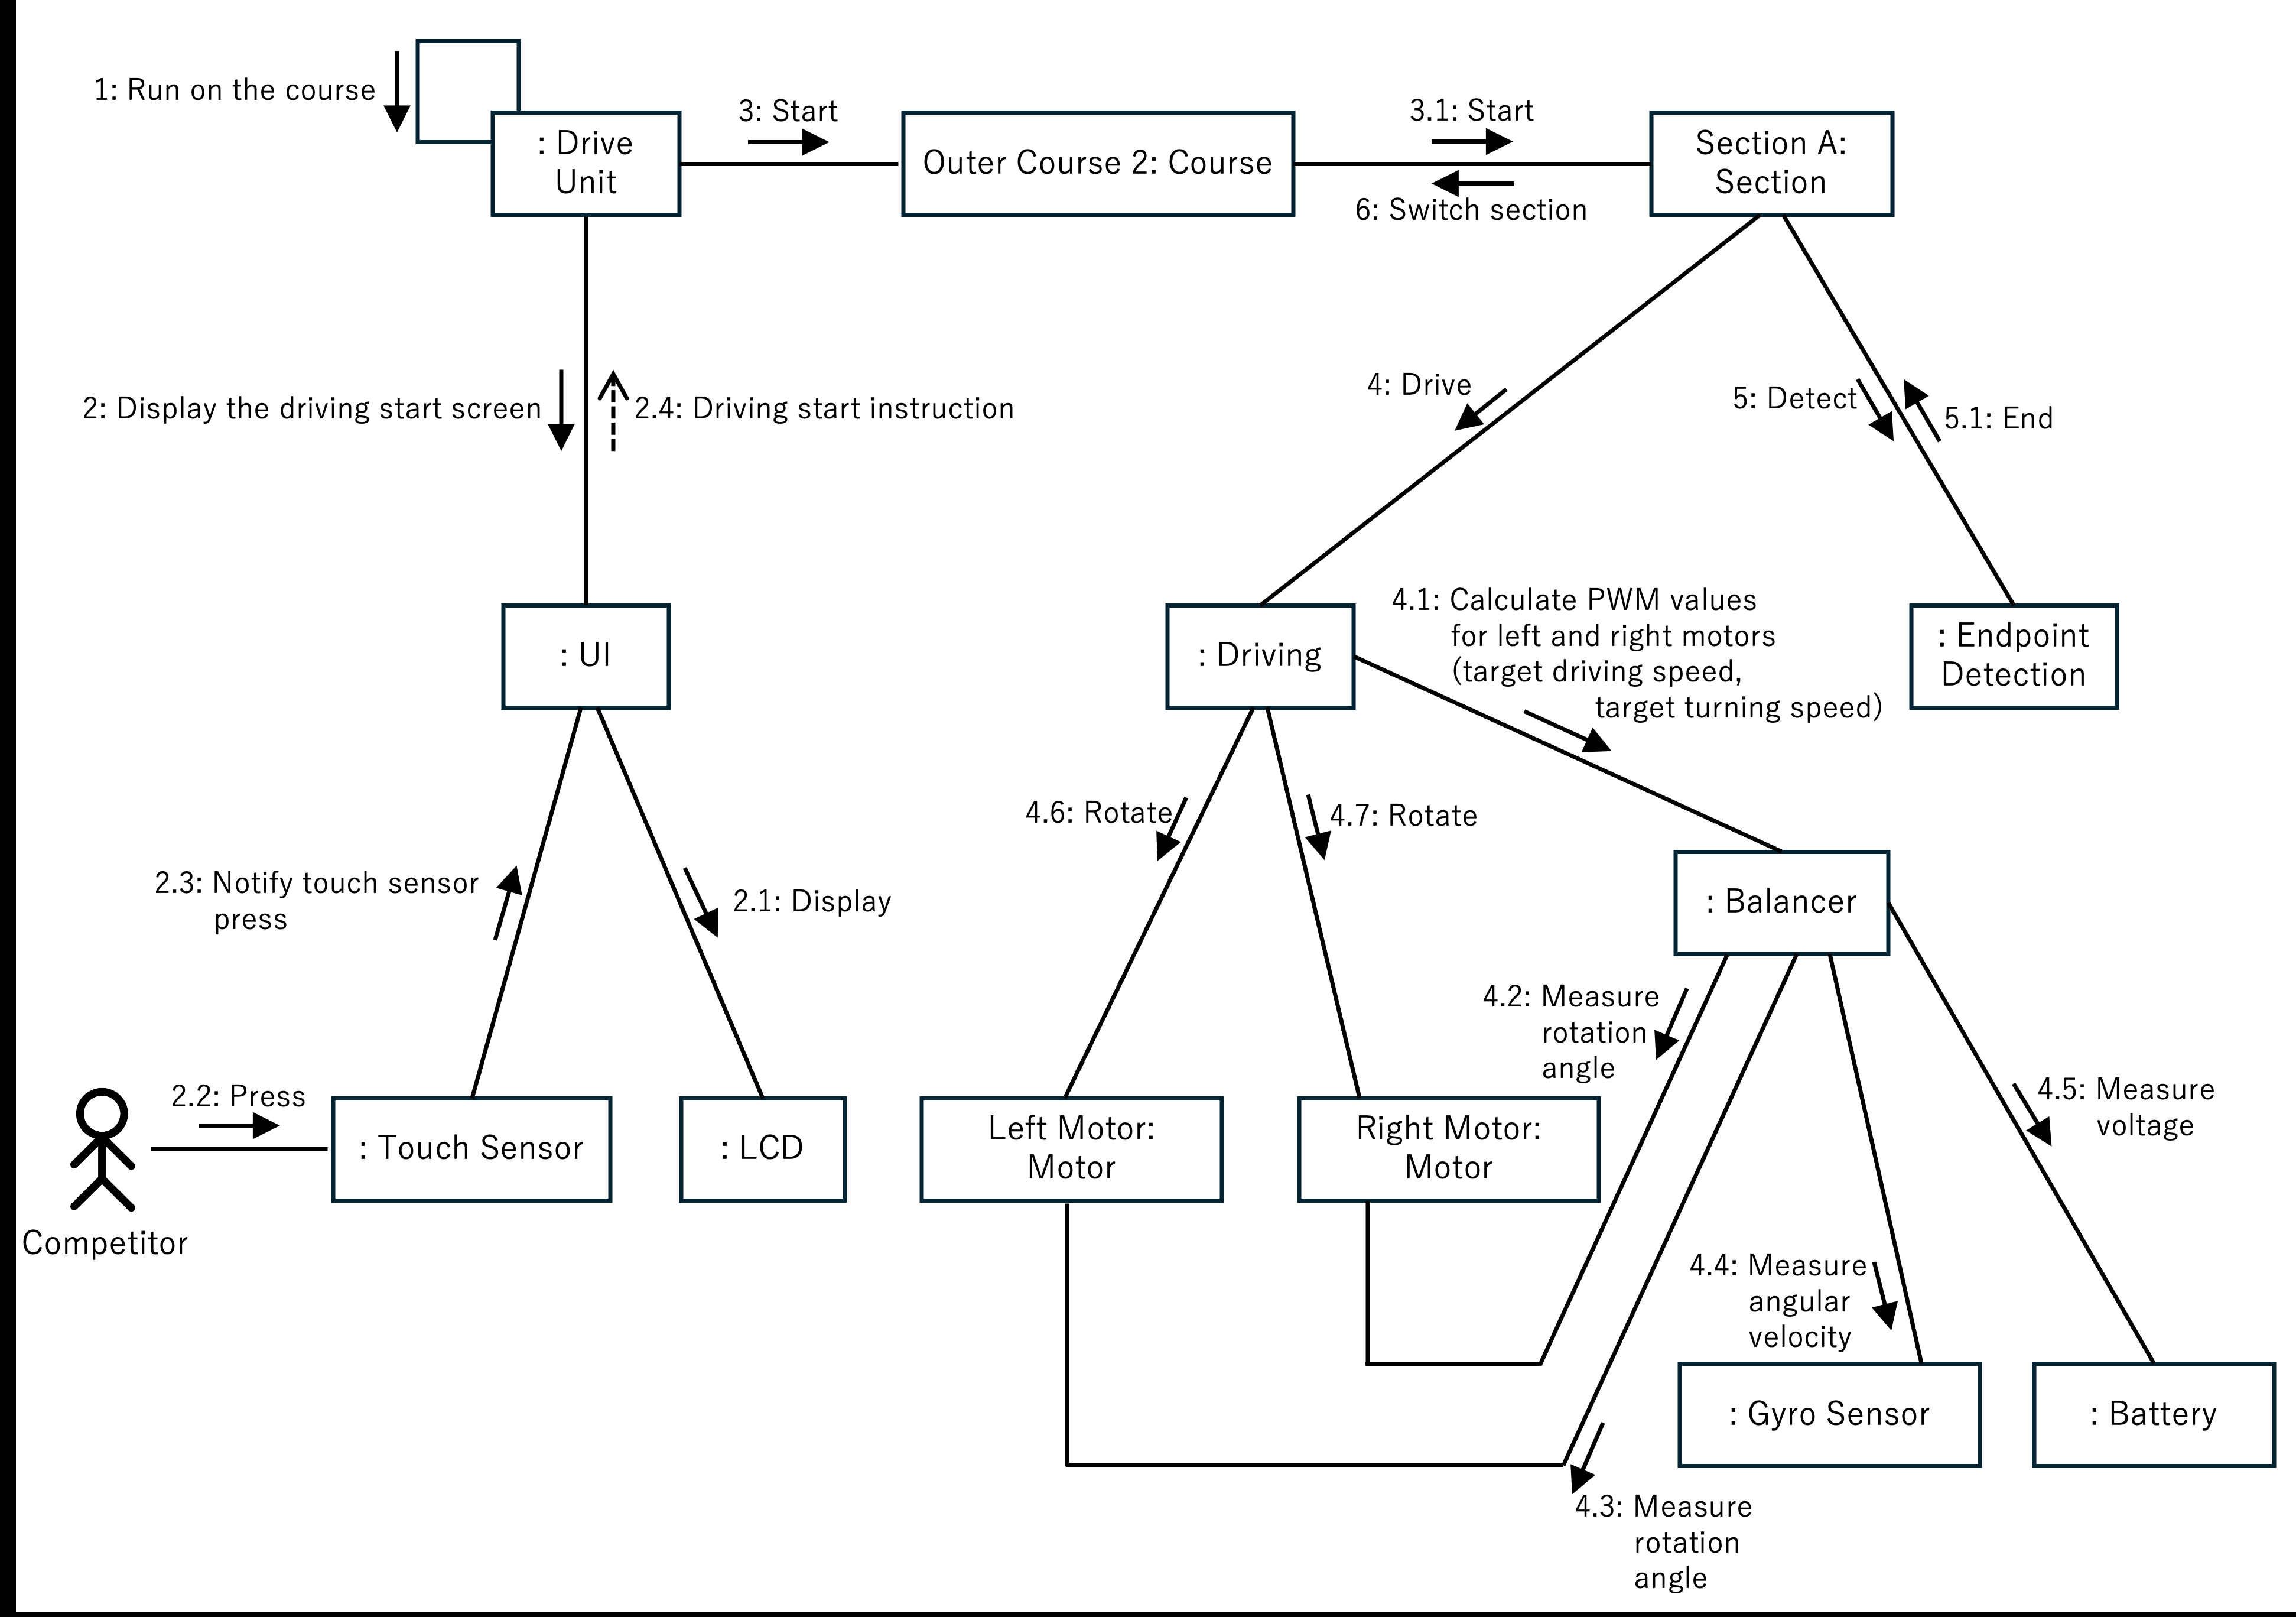 1: Run on the course
: Drive
Unit
3: Start
Outer Course 2: Course
3.1: Start
6: Switch section
Section A:
Section
2: Display the driving start screen
2.4: Driving start instruction
4: Drive
5: Detect
5.1: End
: UI
: Driving
4.1: Calculate PWM values
for left and right motors
(target driving speed,
target turning speed)
: Endpoint
Detection
4.6: Rotate
4.7: Rotate
2.3: Notify touch sensor
press
2.1: Display
: Balancer
4.2: Measure
rotation
angle
2.2: Press
: Touch Sensor
: LCD
Left Motor:
Motor
Right Motor:
Motor
4.5: Measure
voltage
Competitor
4.4: Measure
angular
velocity
: Gyro Sensor
: Battery
4.3: Measure
rotation
angle